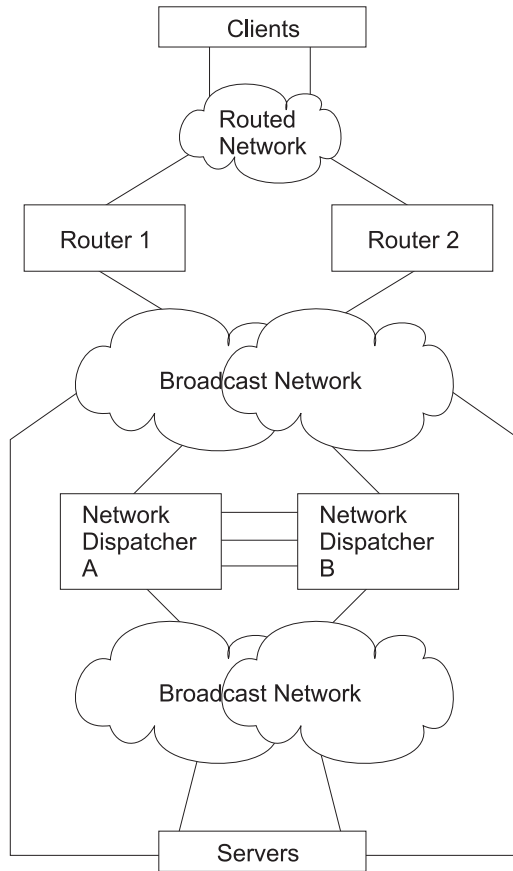 Clients
Routed
Network
Router 1
Router 2
Broadcast Network
Network
Dispatcher
A
Network
Dispatcher
B
Broadcast Network
Servers